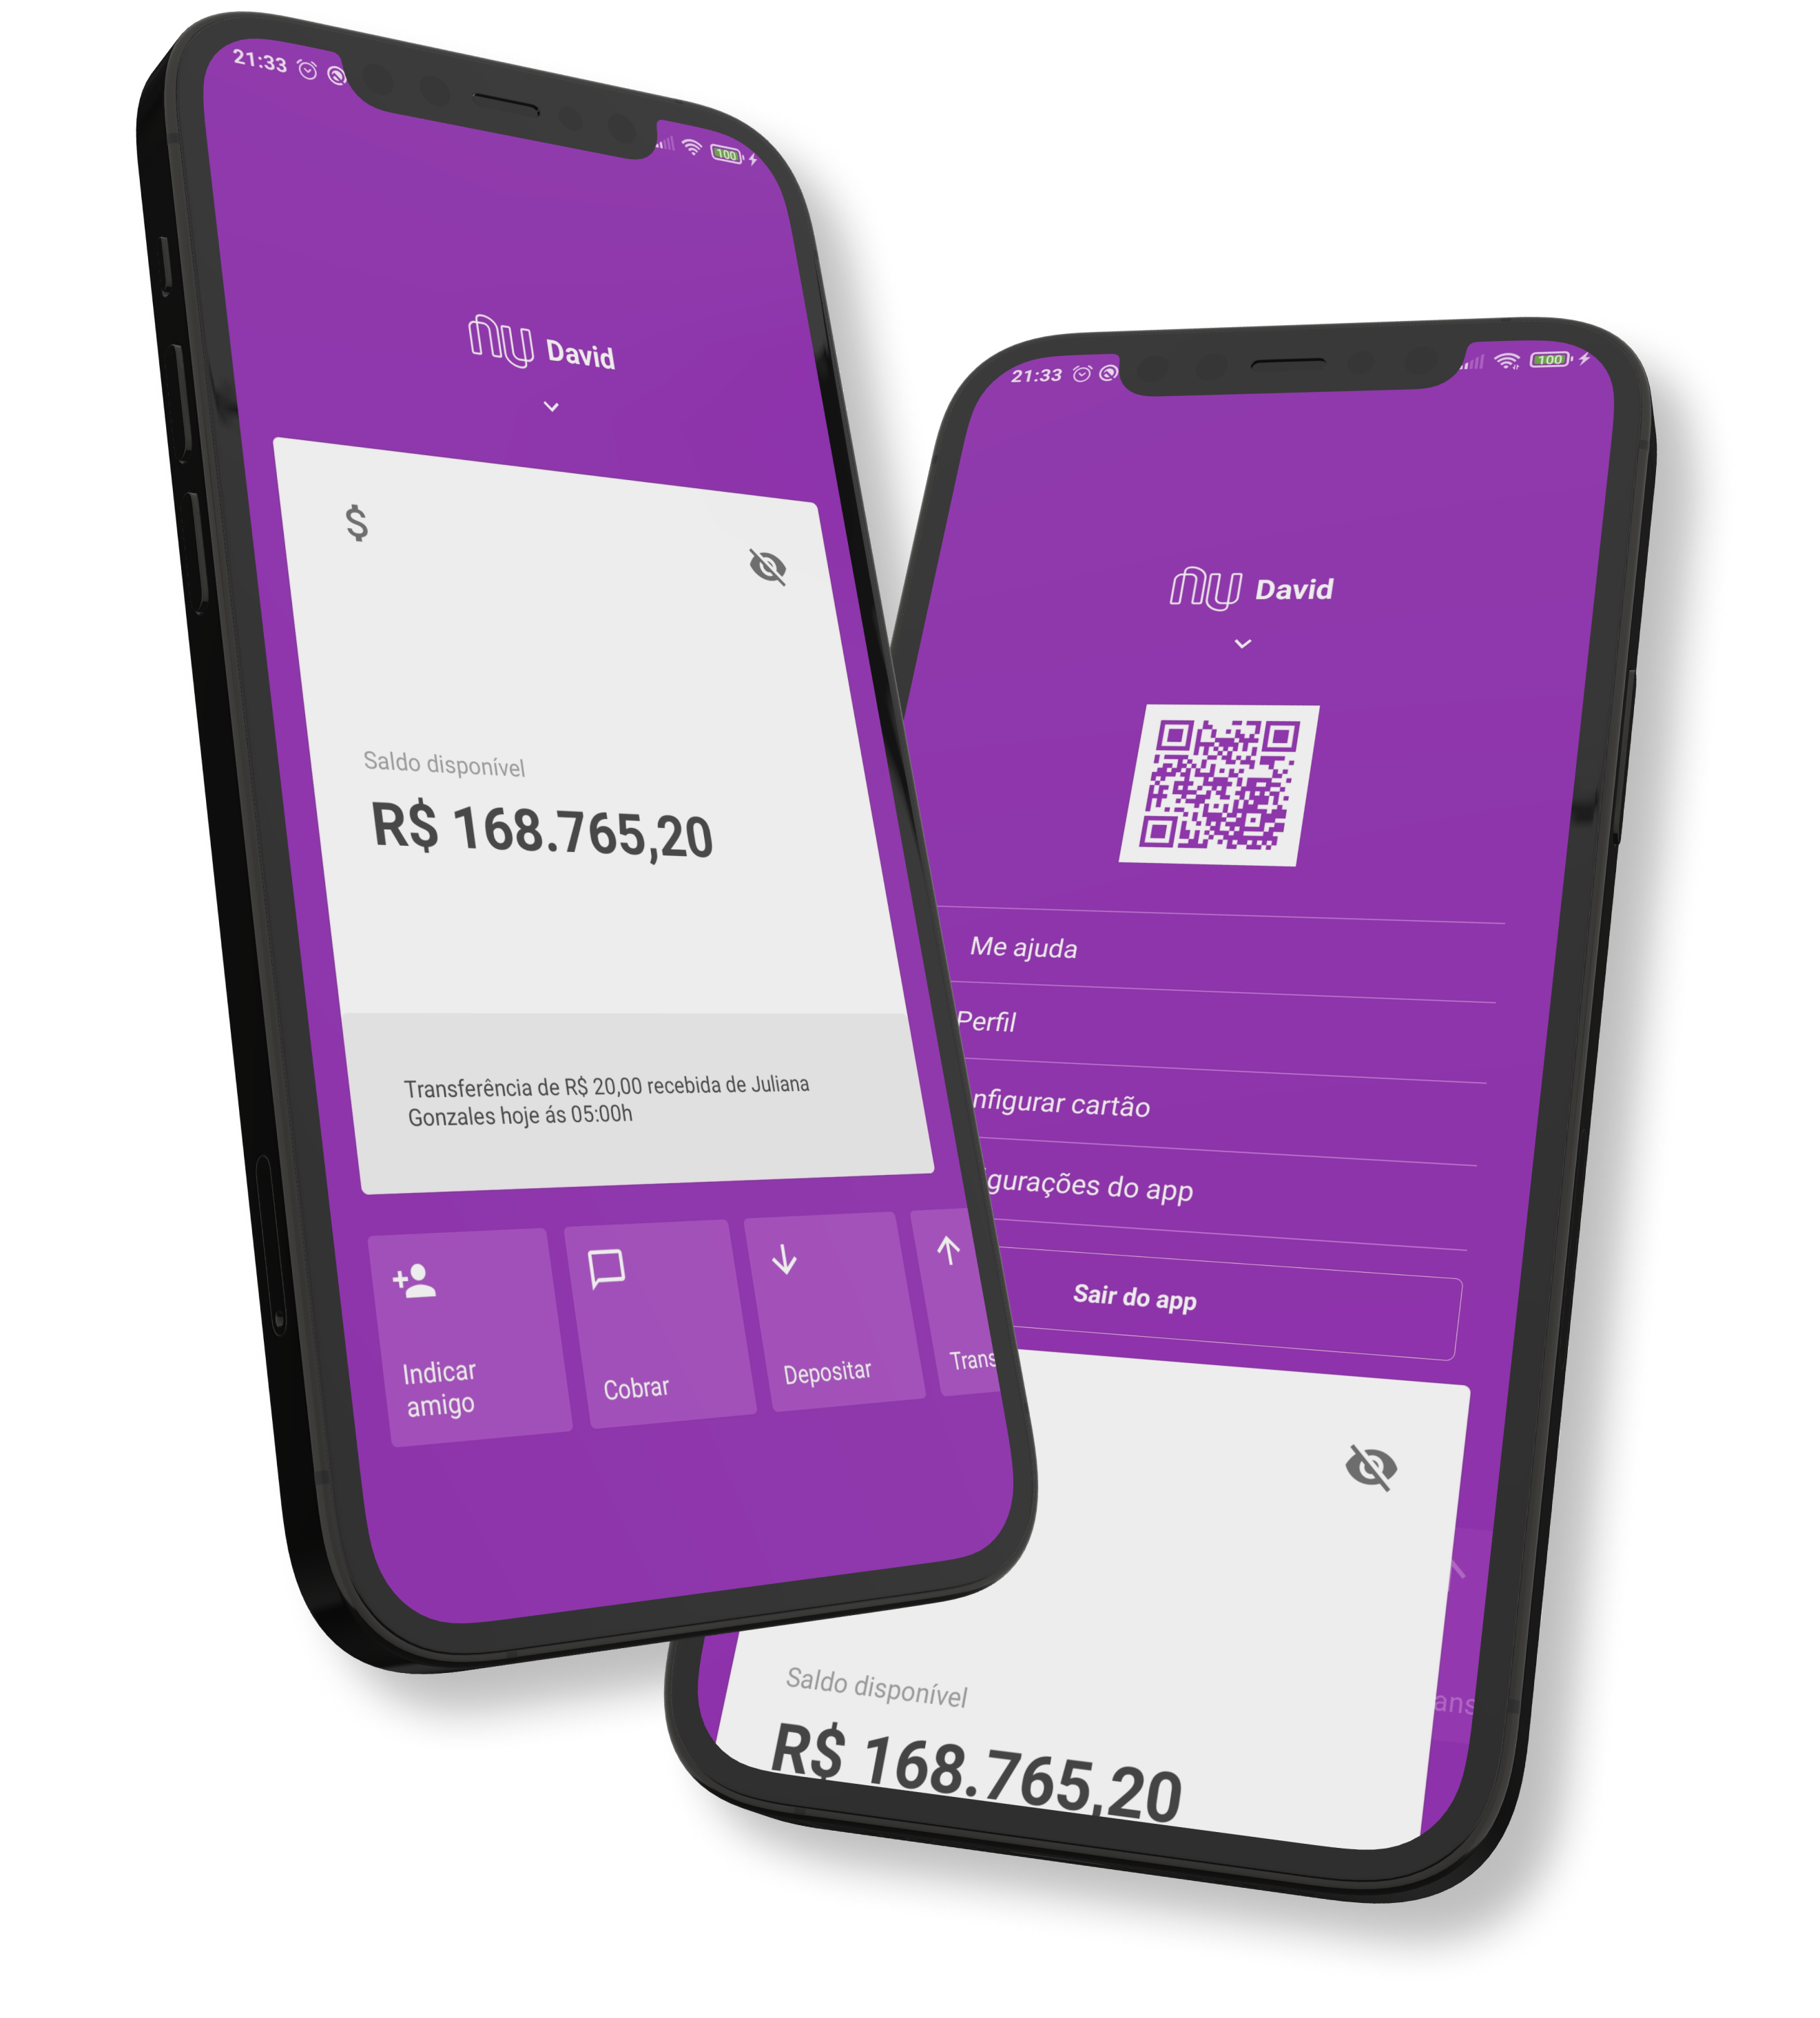 21:33
100
nu David
$
Saldo disponível
R$ 168.765,20
Transferência de R$ 20,00 recebida de Juliana
Gonzales hoje ás 05:00h
Indicar
amigo
Cobrar
Depositar
Trans
21:33
100
nu David
Me ajuda
Perfil
nfigurar cartão
igurações do app
Sair do app
Saldo disponível
R$ 168.765,20
ans